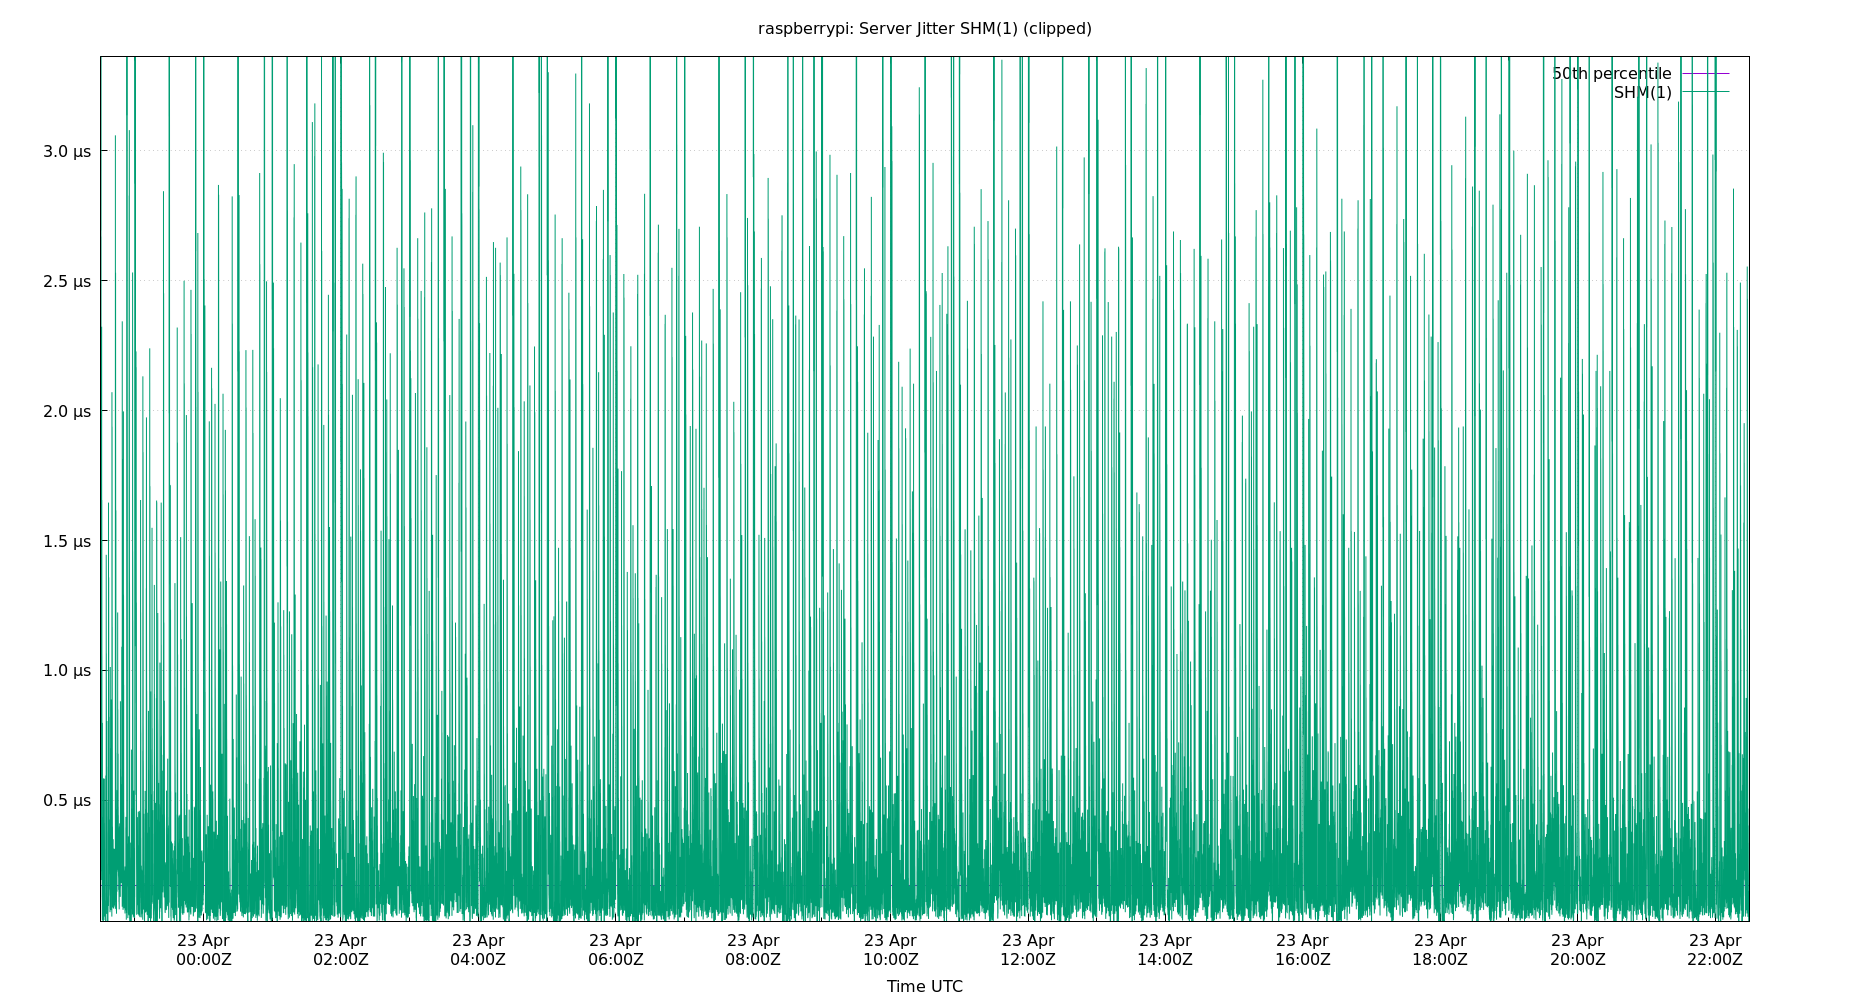 raspberrypi: Server Jitter SHM(1) (clipped)
50th percentile
SHM(1)
3.0 µs
2.5 µs
2.0 µs
1.5 µs
1.0 µs
0.5 µs
23 Apr 23 Apr 23 Apr 23 Apr 23 Apr 23 Apr 23 Apr 23 Apr 23 Apr 23 Apr 23 Apr 23 Apr
00:00Z 02:00Z 04:00Z 06:00Z 08:00Z 10:00Z 12:00Z 14:00Z 16:00Z 18:00Z 20:00Z 22:00Z
Time UTC